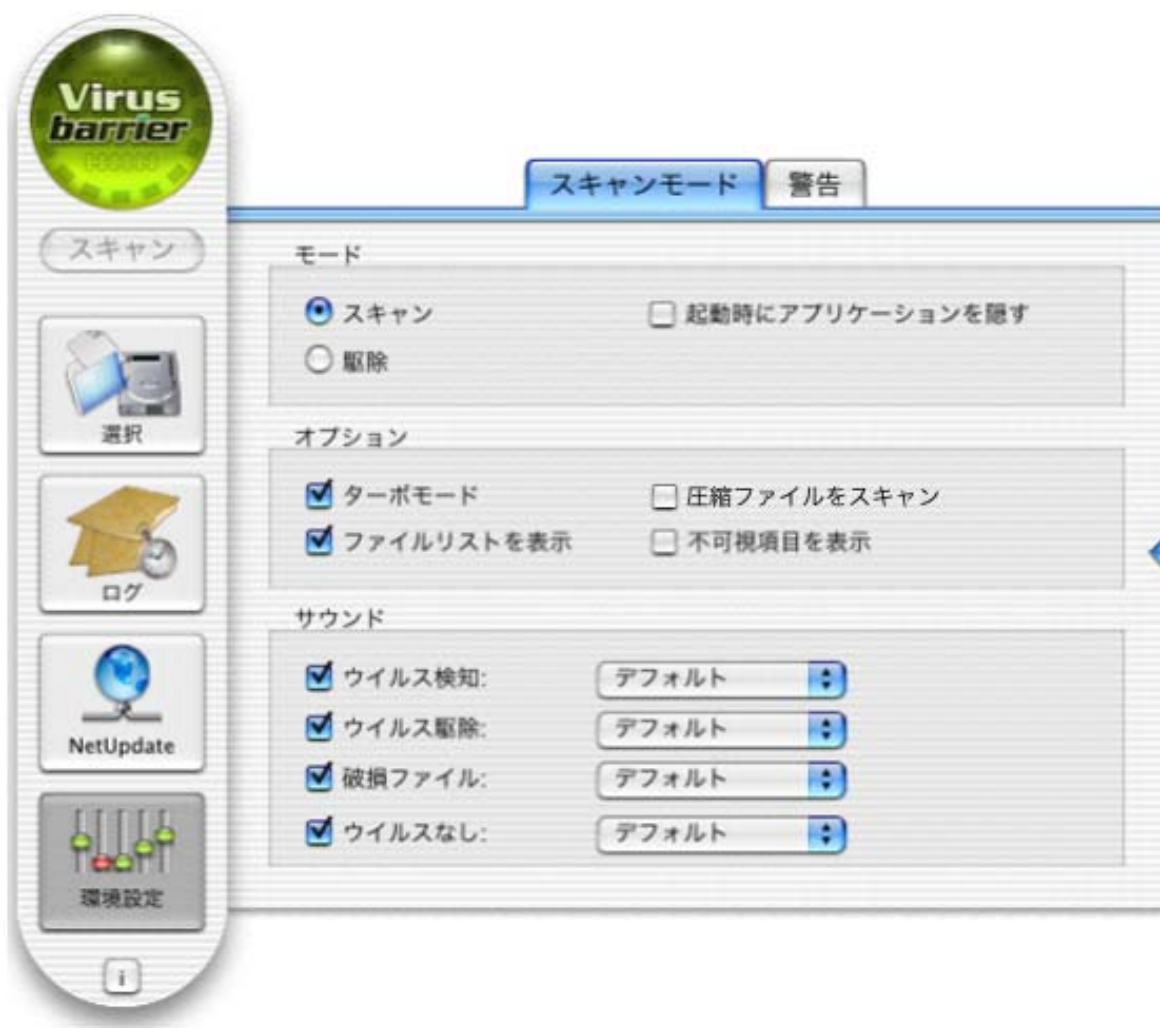 Virus
barrier
スキャンモード 警告
スキャン
モード
スキャン 起動時にアプリケーションを隠す
駆除
選択
オプション
ターボモード 圧縮ファイルをスキャン
ファイルリストを表示 不可視項目を表示
ログ
サウンド
ウイルス検知: デフォルト
ウイルス駆除: デフォルト
NetUpdate
破損ファイル: デフォルト
ウイルスなし: デフォルト
環境設定
i